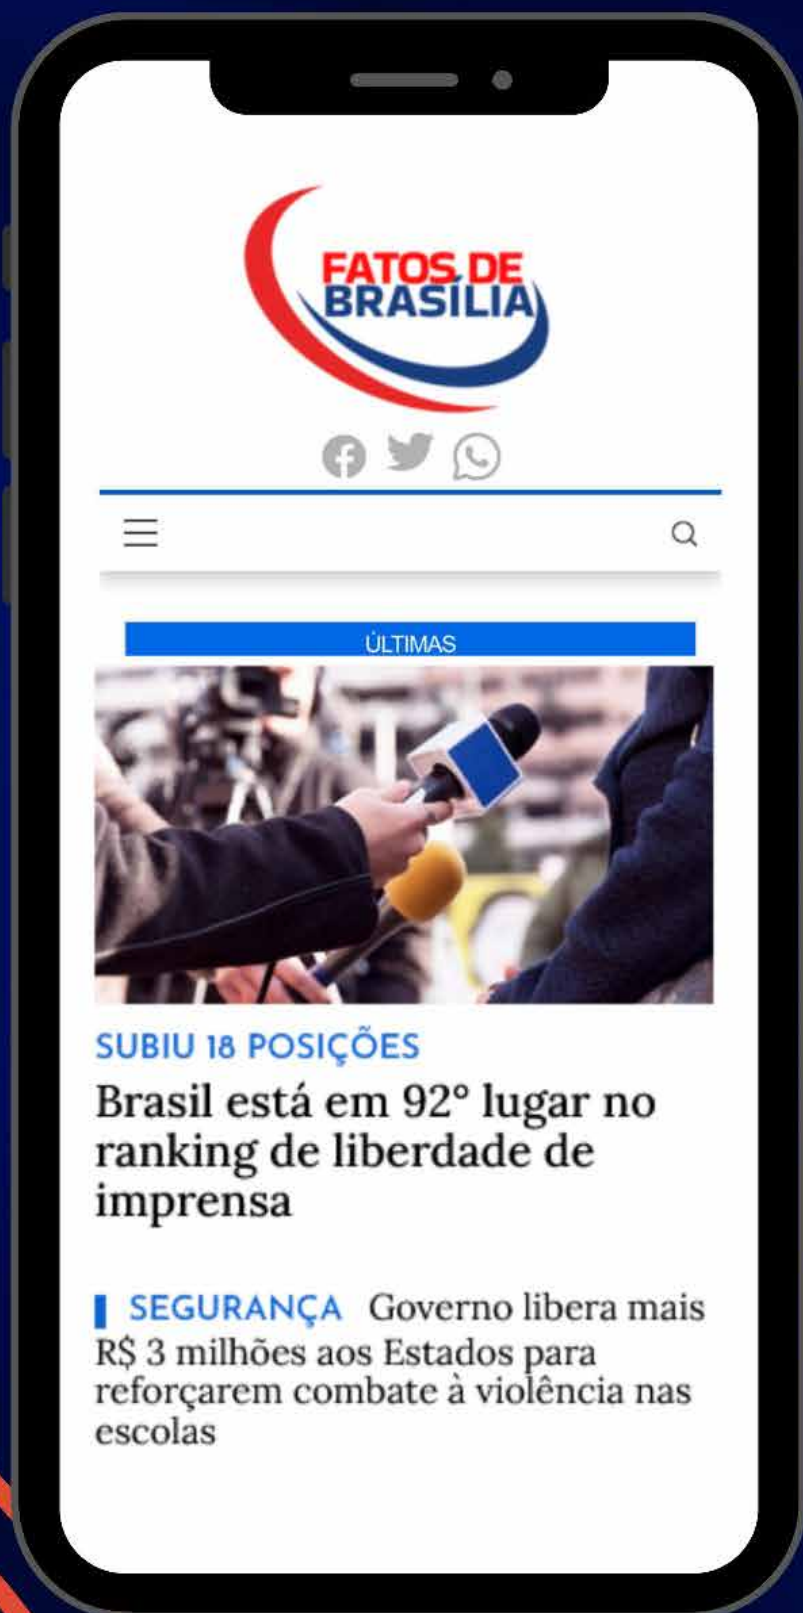 FATOS DE
BRASÍLIA
ÚLTIMAS
SUBIU 18 POSIÇÕES
Brasil está em 92° lugar no
ranking de liberdade de
imprensa
SEGURANÇA Governo libera mais
R$ 3 milhões aos Estados para
reforçarem combate à violência nas
escolas